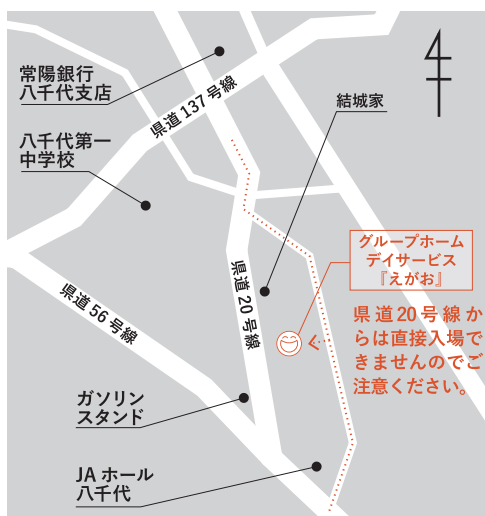 常陽銀行
八千代支店
県道137号線
結城家
八千代第一
中学校
グループホーム
デイサービス
『えがお』
県道20号線
県道56号線
県道20号線か
らは直接入場で
きませんのでご
注意ください。
ガソリン
スタンド
JAホール
八千代